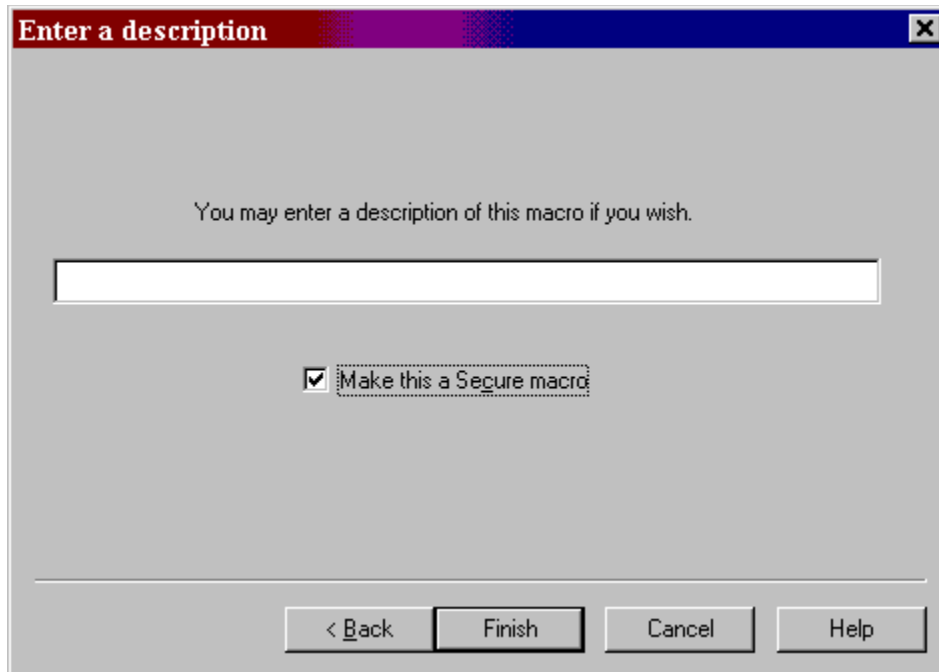 Enter a description
You may enter a description of this macro if you wish.
Make this a Secure macro
< Back
Finish
Cancel
Help